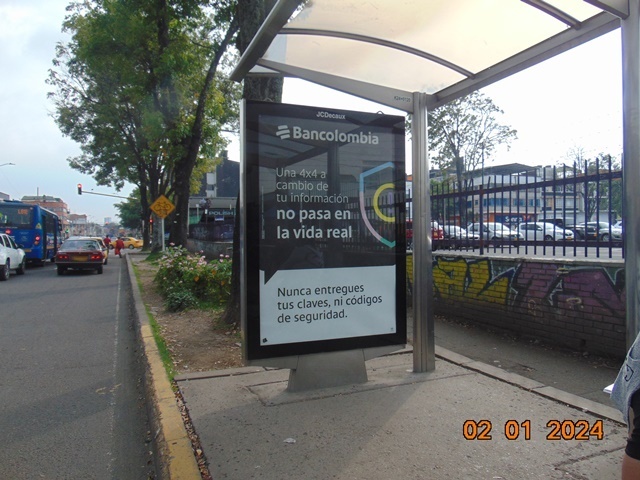 JCDecaux
Bancolombia
Una 4x4 a
cambio de
tu información
no pasa en
la vida real
Nunca entregues
tus claves, ni códigos
de seguridad.
02 01 2024